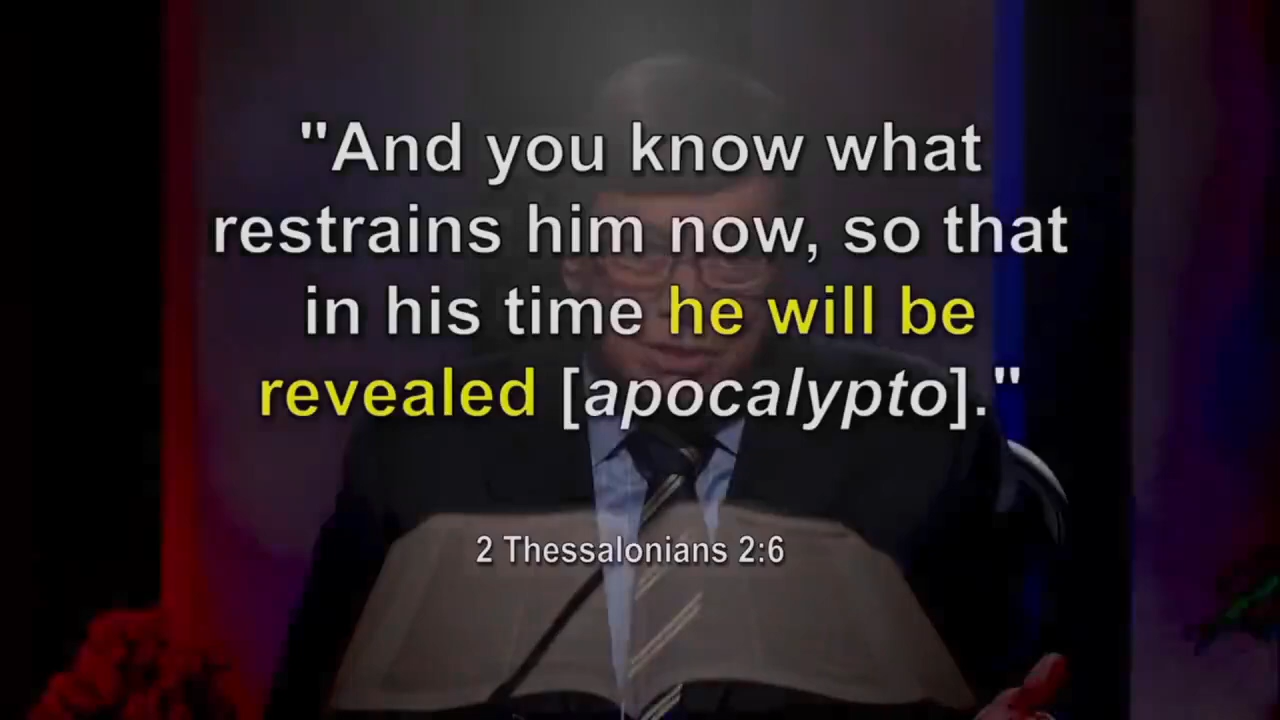 "And you know what
restrains him now, so that
in his time he will be
revealed [apocalypto]."
2 Thessalonians 2:6